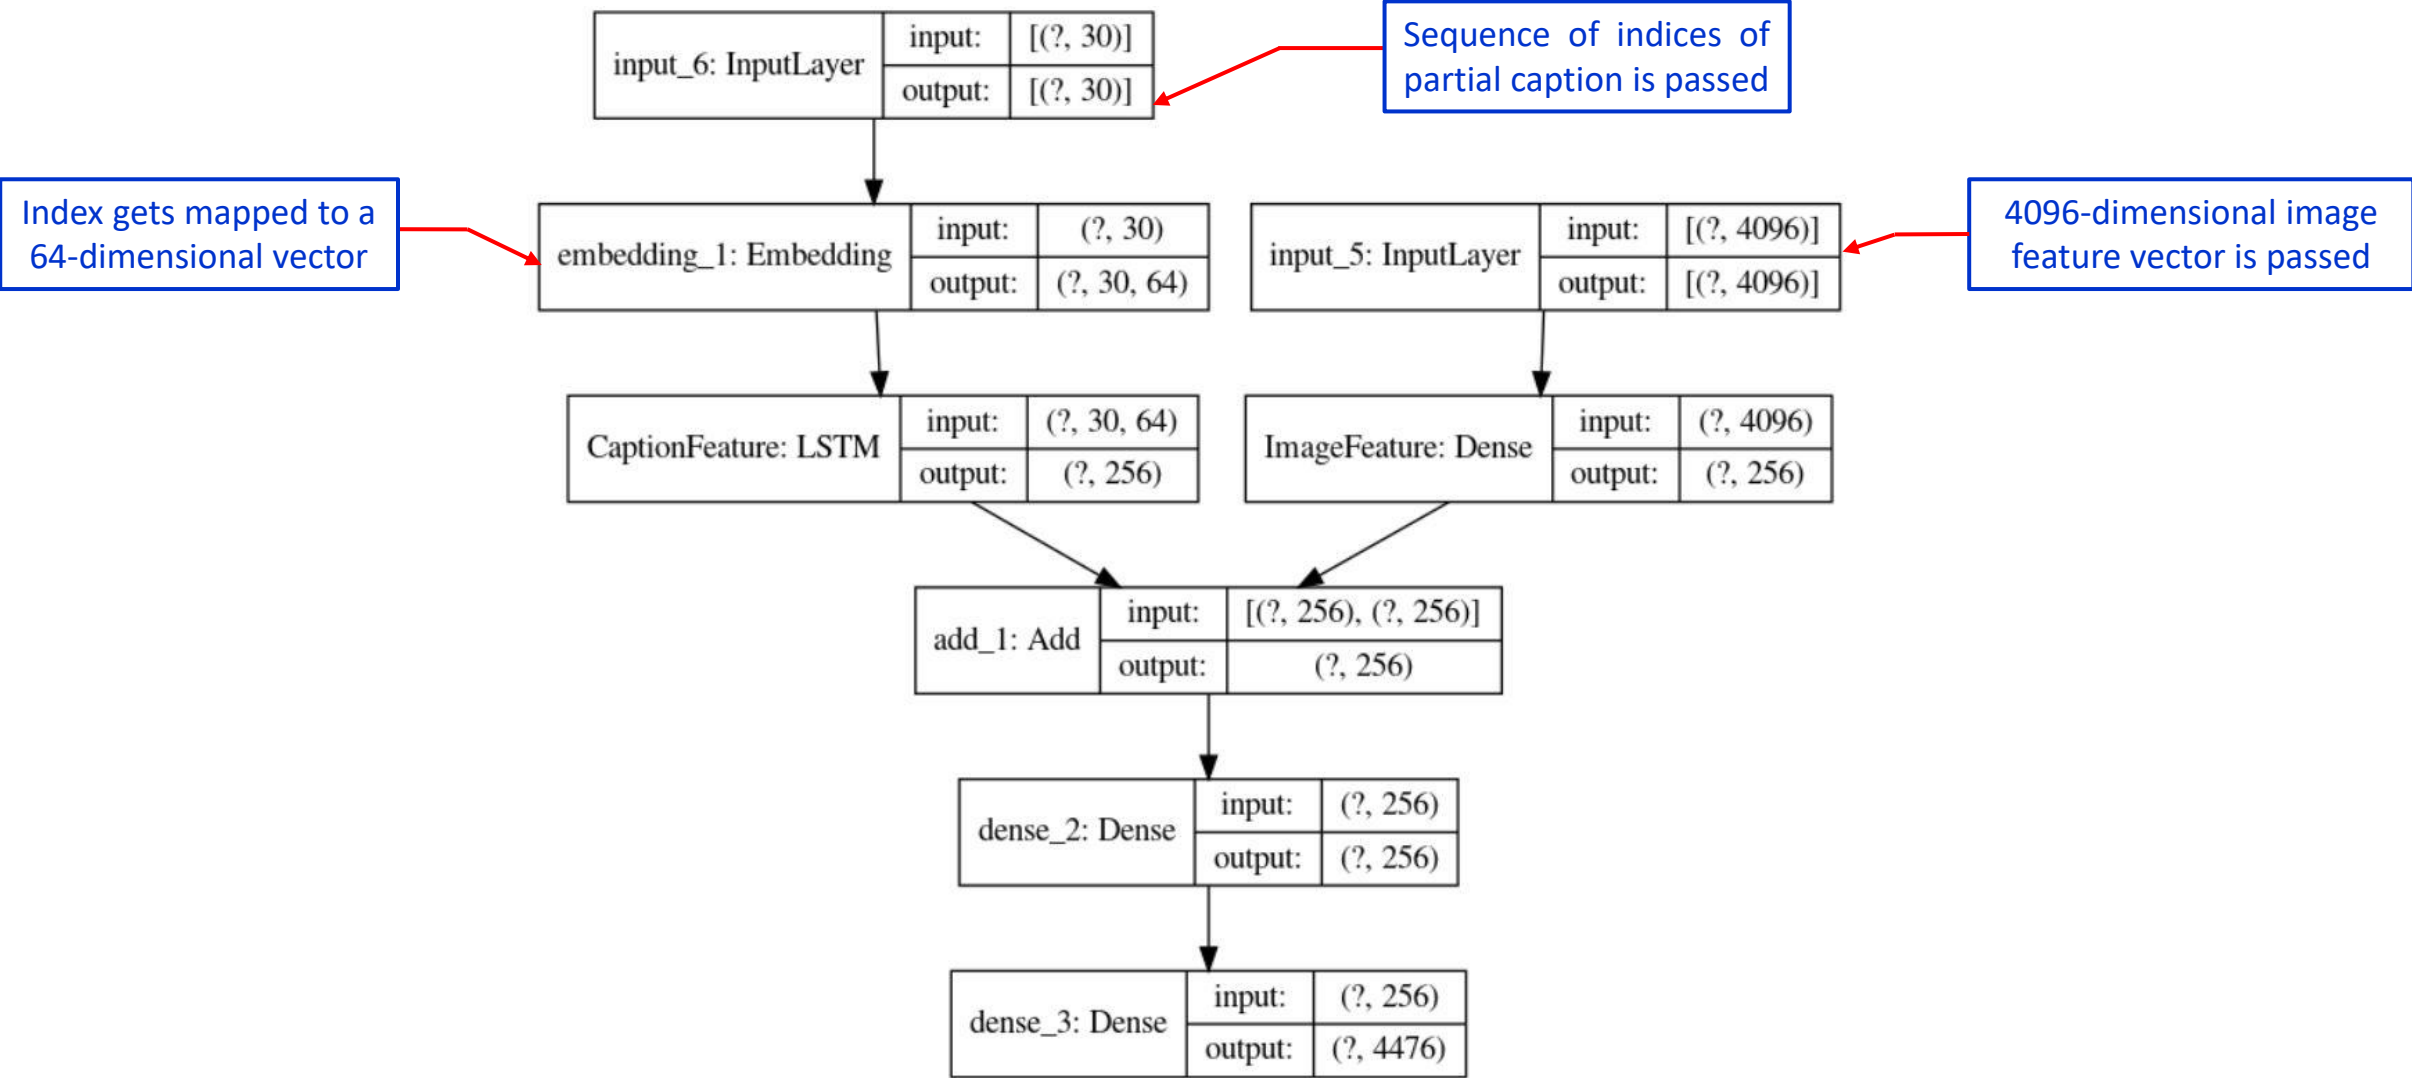 input_6: InputLayer
input: [(?, 30)]
output: [(?, 30)]
Sequence of indices of
partial caption is passed
Index gets mapped to a
64-dimensional vector
embedding_1: Embedding
input: (?, 30)
output: (?, 30, 64)
input_5: InputLayer
input: [(?, 4096)]
output: [(?, 4096)]
4096-dimensional image
feature vector is passed
CaptionFeature: LSTM
input: (?, 30, 64)
output: (?, 256)
ImageFeature: Dense
input: (?, 4096)
output: (?, 256)
add_1: Add
input: [(?, 256), (?, 256)]
output: (?, 256)
dense_2: Dense
input: (?, 256)
output: (?, 256)
dense_3: Dense
input: (?, 256)
output: (?, 4476)